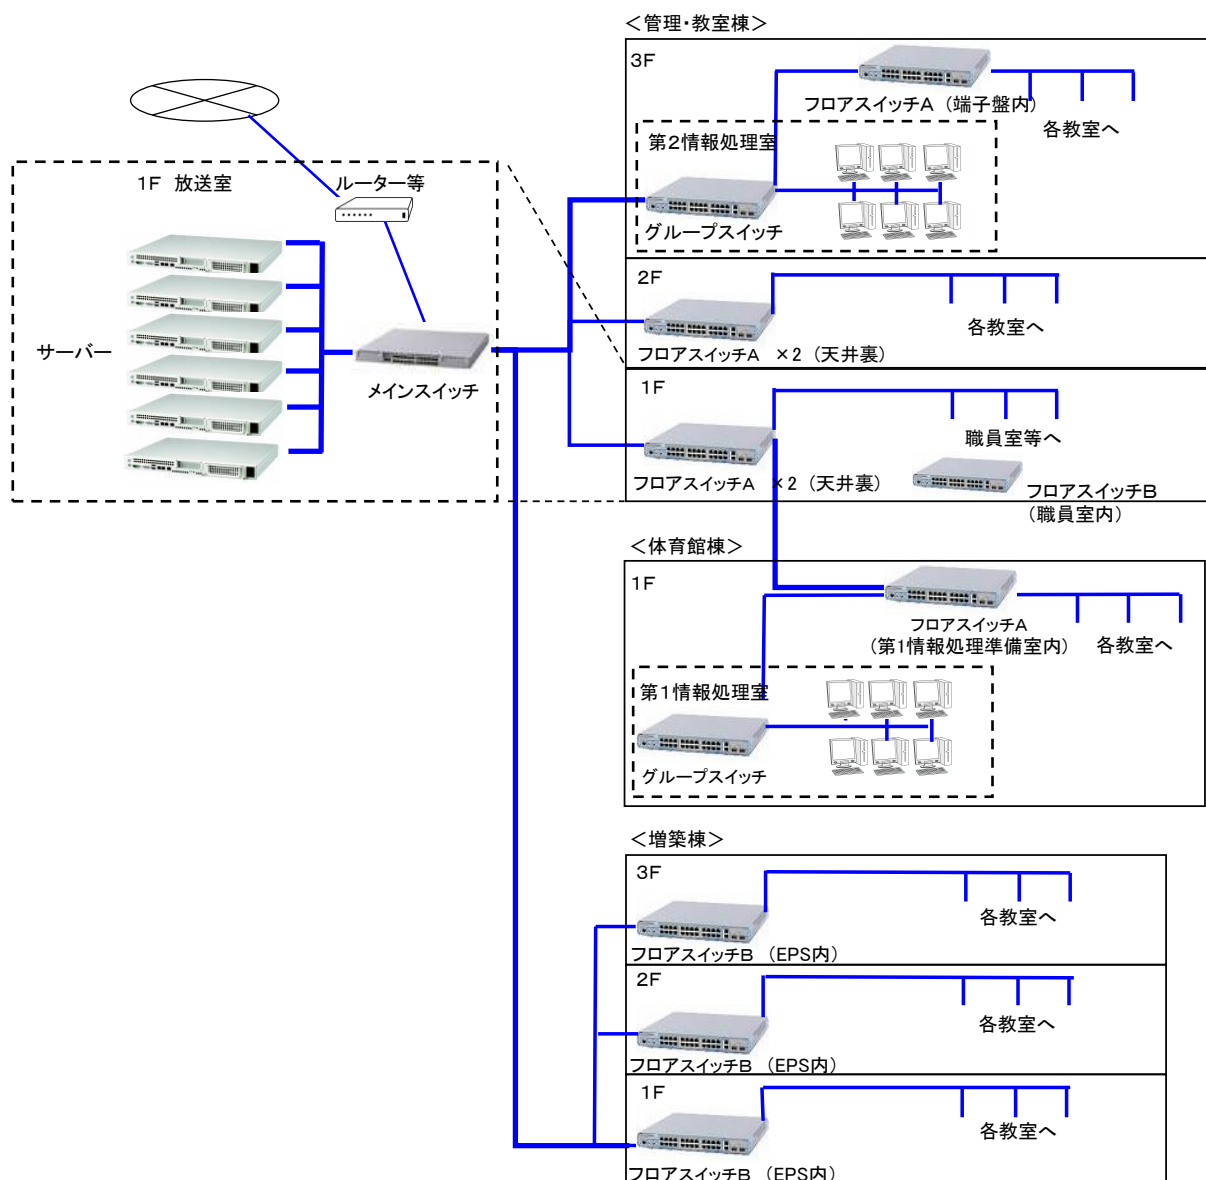 ＜管理・教室棟＞
3F
フロアスイッチA（端子盤内）
各教室へ
第2情報処理室
グループスイッチ
1F 放送室
ルーター等
サーバー
メインスイッチ
2F
各教室へ
フロアスイッチA ×2（天井裏）
1F
職員室等へ
フロアスイッチA ×2（天井裏）
フロアスイッチB
（職員室内）
＜体育館棟＞
1F
フロアスイッチA
（第1情報処理準備室内）
各教室へ
第1情報処理室
グループスイッチ
＜増築棟＞
3F
各教室へ
フロアスイッチB （EPS内）
2F
各教室へ
フロアスイッチB （EPS内）
1F
各教室へ
フロアスイッチB （EPS内）